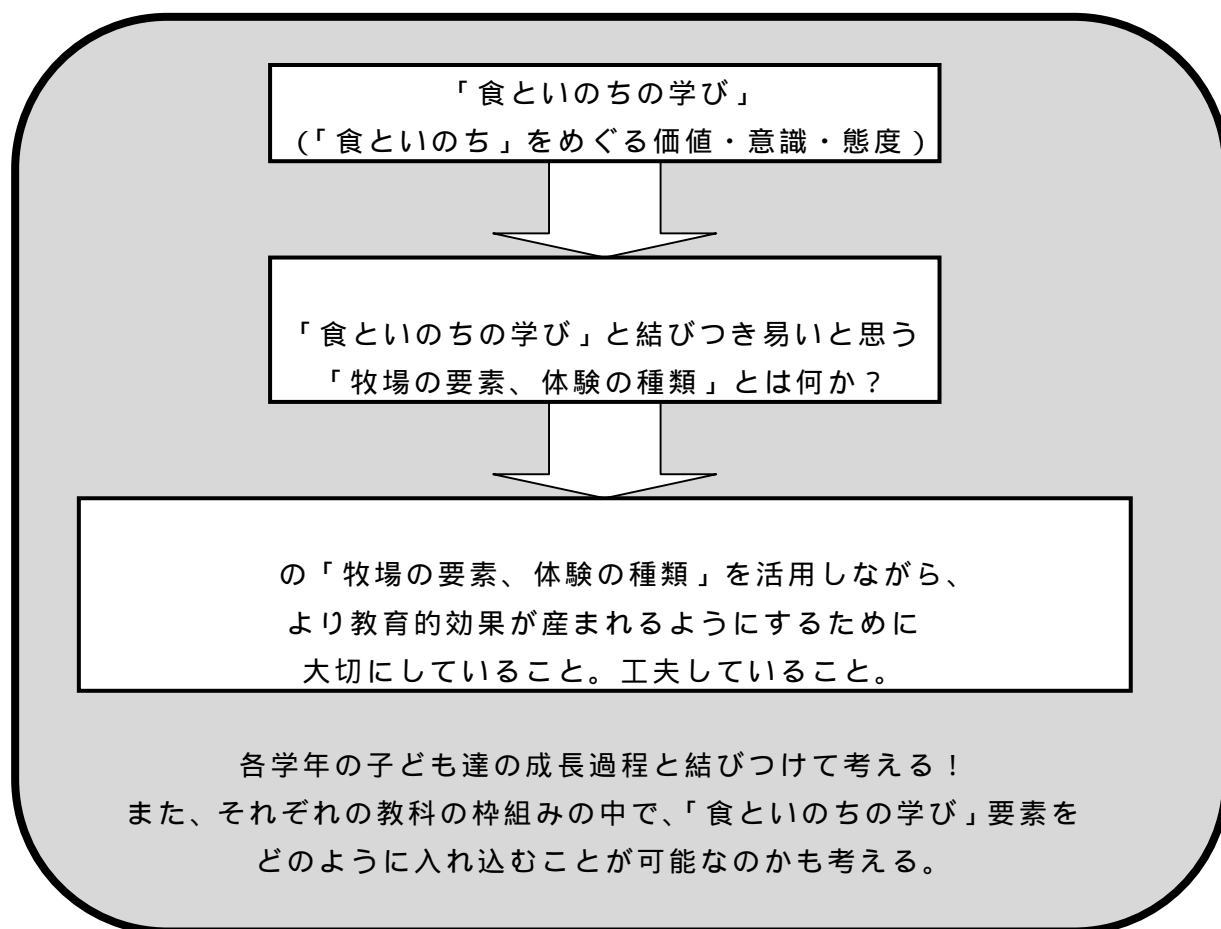 「食といのちの学び」
(「食といのち」をめぐる価値・意識・態度)
「食といのちの学び」と結びつき易いと思う
「牧場の要素、体験の種類」とは何か?
の「牧場の要素、体験の種類」を活用しながら、
より教育的効果が産まれるようにするために
大切にしていること。工夫していること。
各学年の子ども達の成長過程と結びつけて考える!
また、それぞれの教科の枠組みの中で、「食といのちの学び」要素を
どのように入れ込むことが可能なのかも考える。